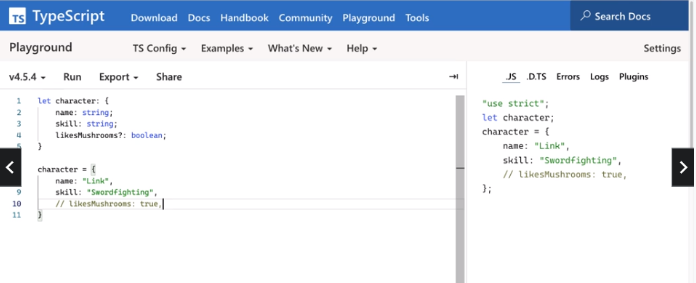 TS TypeScript Download Docs Handbook Community Playground Tools Search Docs
Playground TS Config Examples What's New Help Settings
v4.5.4 Run Export Share .JS .D.TS Errors Logs Plugins
1 let character: {
2 name: string;
3 skill: string;
4 likesMushrooms?: boolean;
5 }
character = {
name: "Link",
9 skill: "Swordfighting",
10 // likesMushrooms: true,
11 }
"use strict";
let character;
character = {
name: "Link",
skill: "Swordfighting",
// likesMushrooms: true,
};